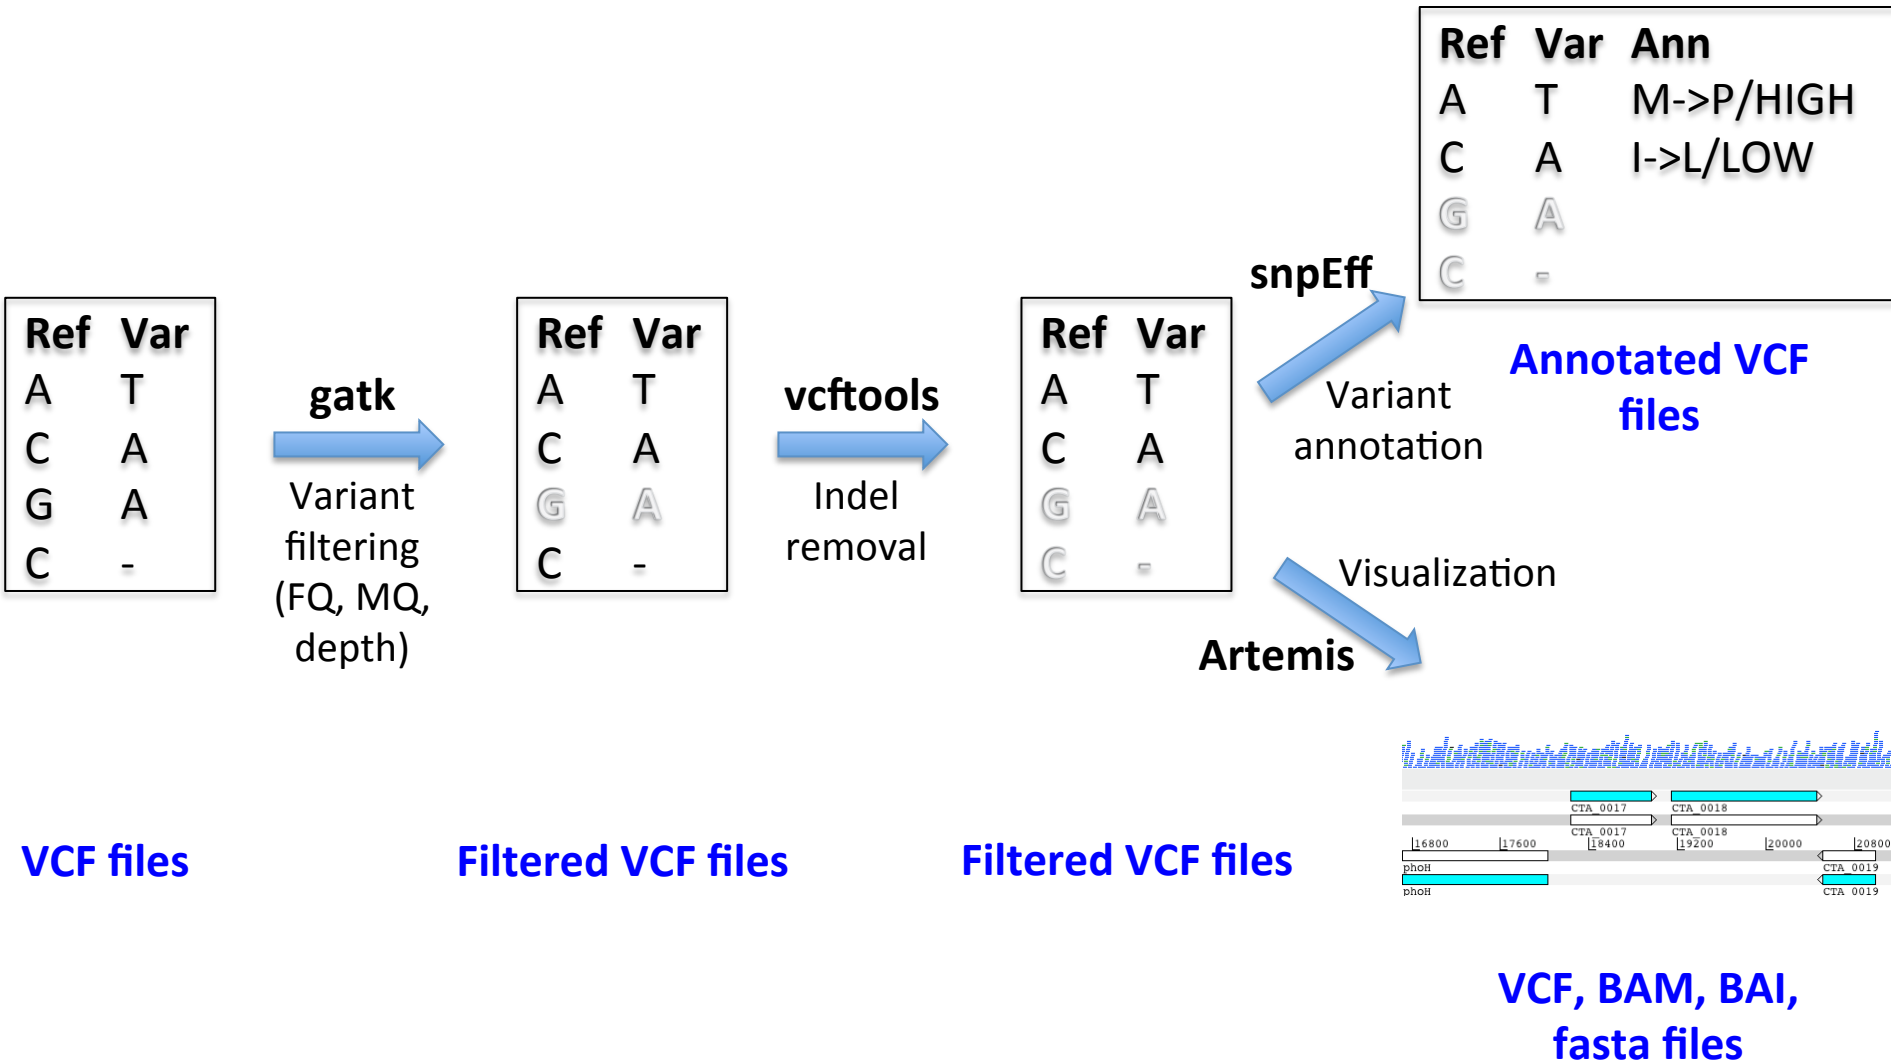 Ref Var
A T
C A
G A
C -
VCF files
gatk
Variant
filtering
(FQ, MQ,
depth)
Ref Var
A T
C A
G A
C -
Filtered VCF files
vcftools
Indel
removal
Ref Var
A T
C A
G A
C -
Filtered VCF files
snpEff
Variant
annotation
Ref Var Ann
A T M->P/HIGH
C A I->L/LOW
G A
C -
Annotated VCF
files
Visualization
Artemis
CTA_0017 CTA_0018
CTA_0017 CTA_0018
16800 17600 18400 19200 20000 20800
phoH CTA_0019
phoH CTA 0019
VCF, BAM, BAI,
fasta files